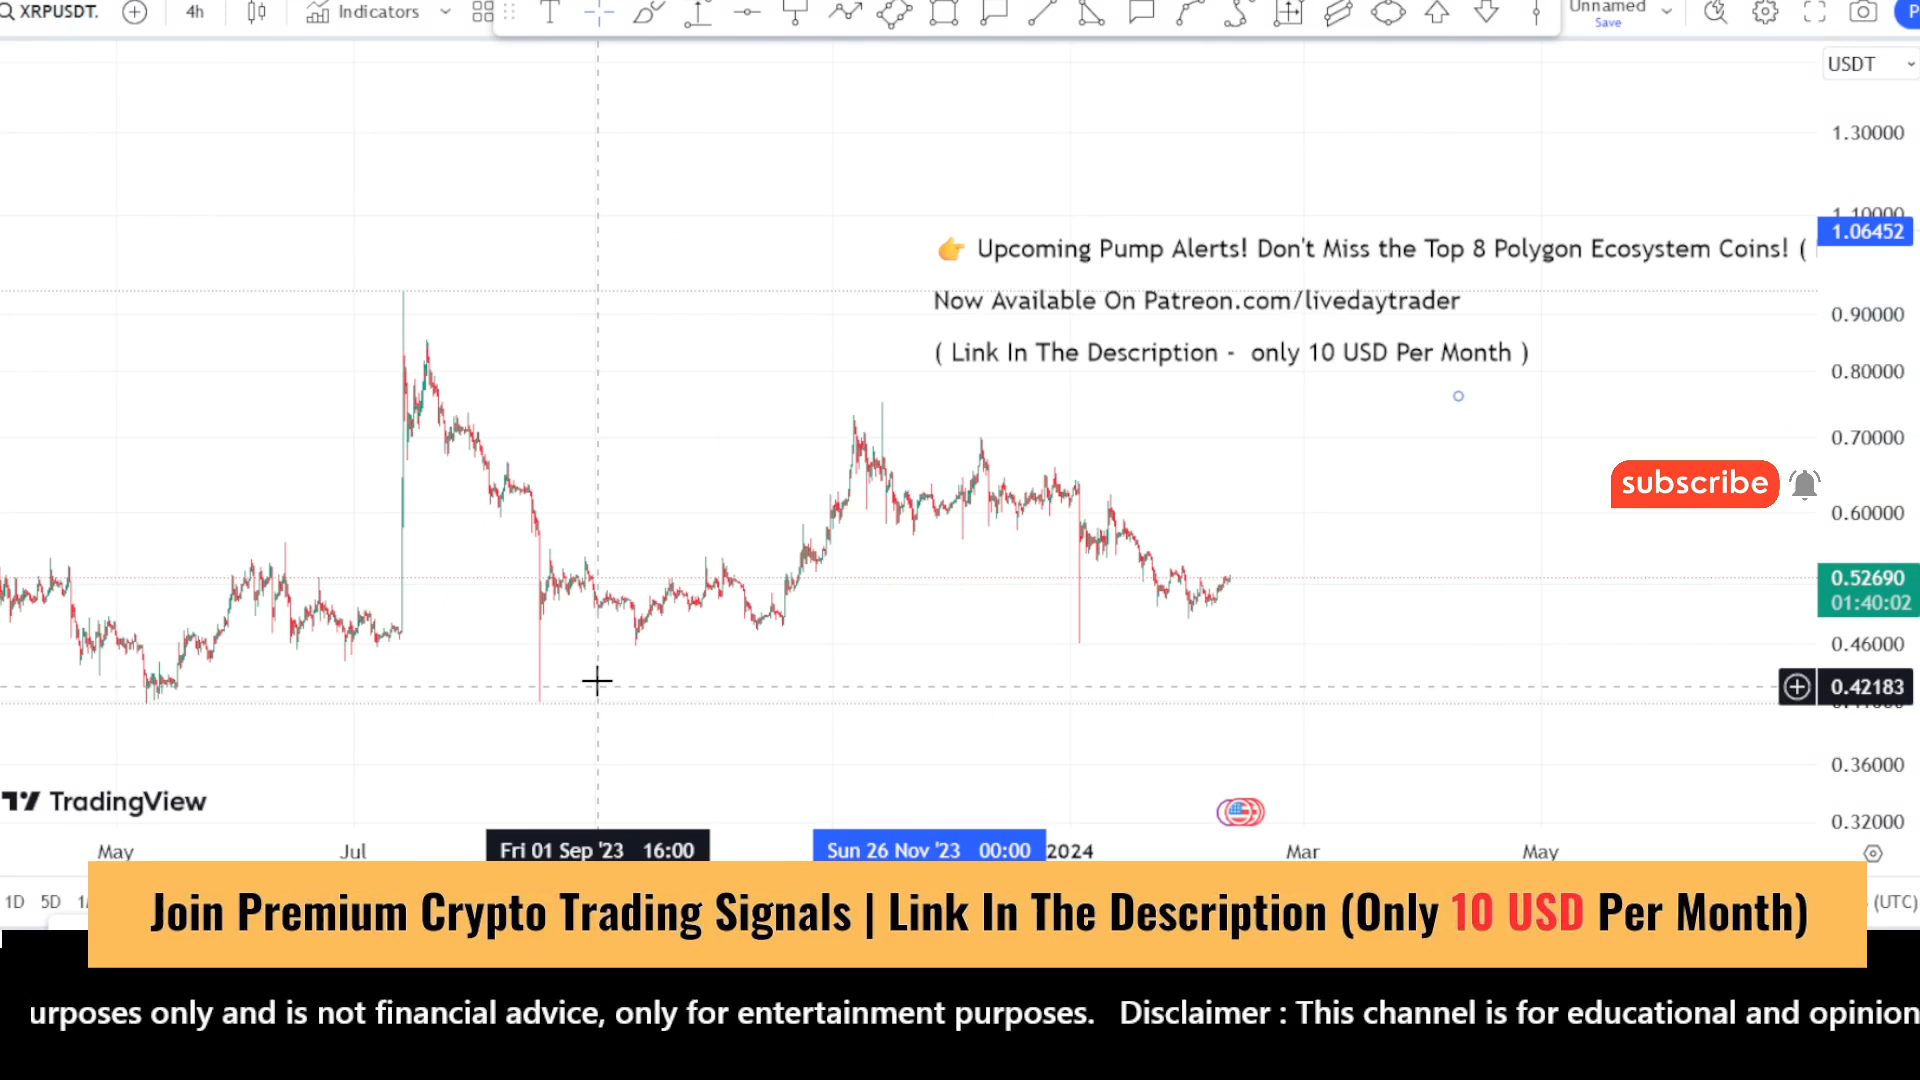 XRPUSDT.
4h
Indicators
Unnamed
Save
P
USDT
1.30000
1.10000
1.06452
👉 Upcoming Pump Alerts! Don't Miss the Top 8 Polygon Ecosystem Coins! (
Now Available On Patreon.com/livedaytrader
( Link In The Description - only 10 USD Per Month )
0.90000
0.80000
0.70000
subscribe
0.60000
0.52690
01:40:02
0.46000
0.42183
0.36000
TradingView
0.32000
May
Jul
Fri 01 Sep '23 16:00
Sun 26 Nov '23 00:00
2024
Mar
May
1D 5D
(UTC)
Join Premium Crypto Trading Signals | Link In The Description (Only 10 USD Per Month)
urposes only and is not financial advice, only for entertainment purposes. Disclaimer : This channel is for educational and opinion